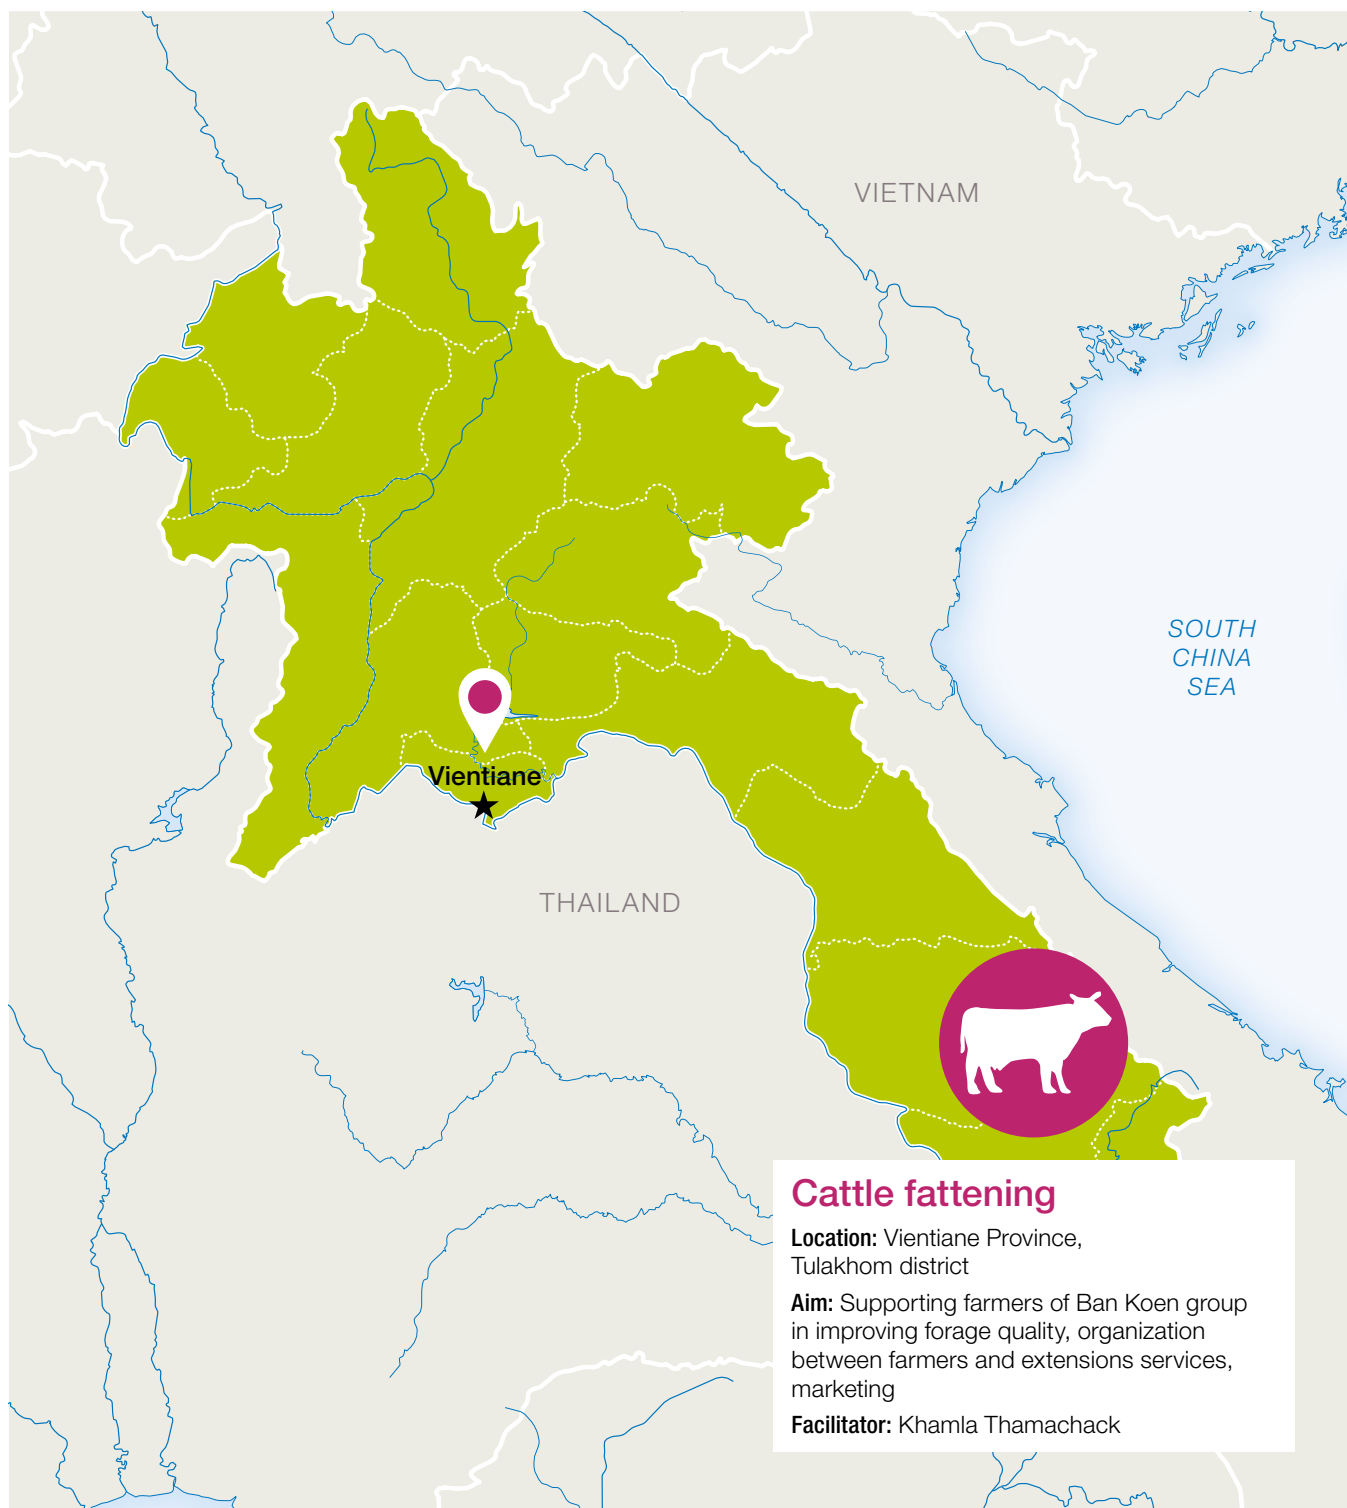 VIETNAM
SOUTH
CHINA
SEA
Vientiane
THAILAND
Cattle fattening
Location: Vientiane Province,
Tulakhom district
Aim: Supporting farmers of Ban Koen group
in improving forage quality, organization
between farmers and extensions services,
marketing
Facilitator: Khamla Thamachack